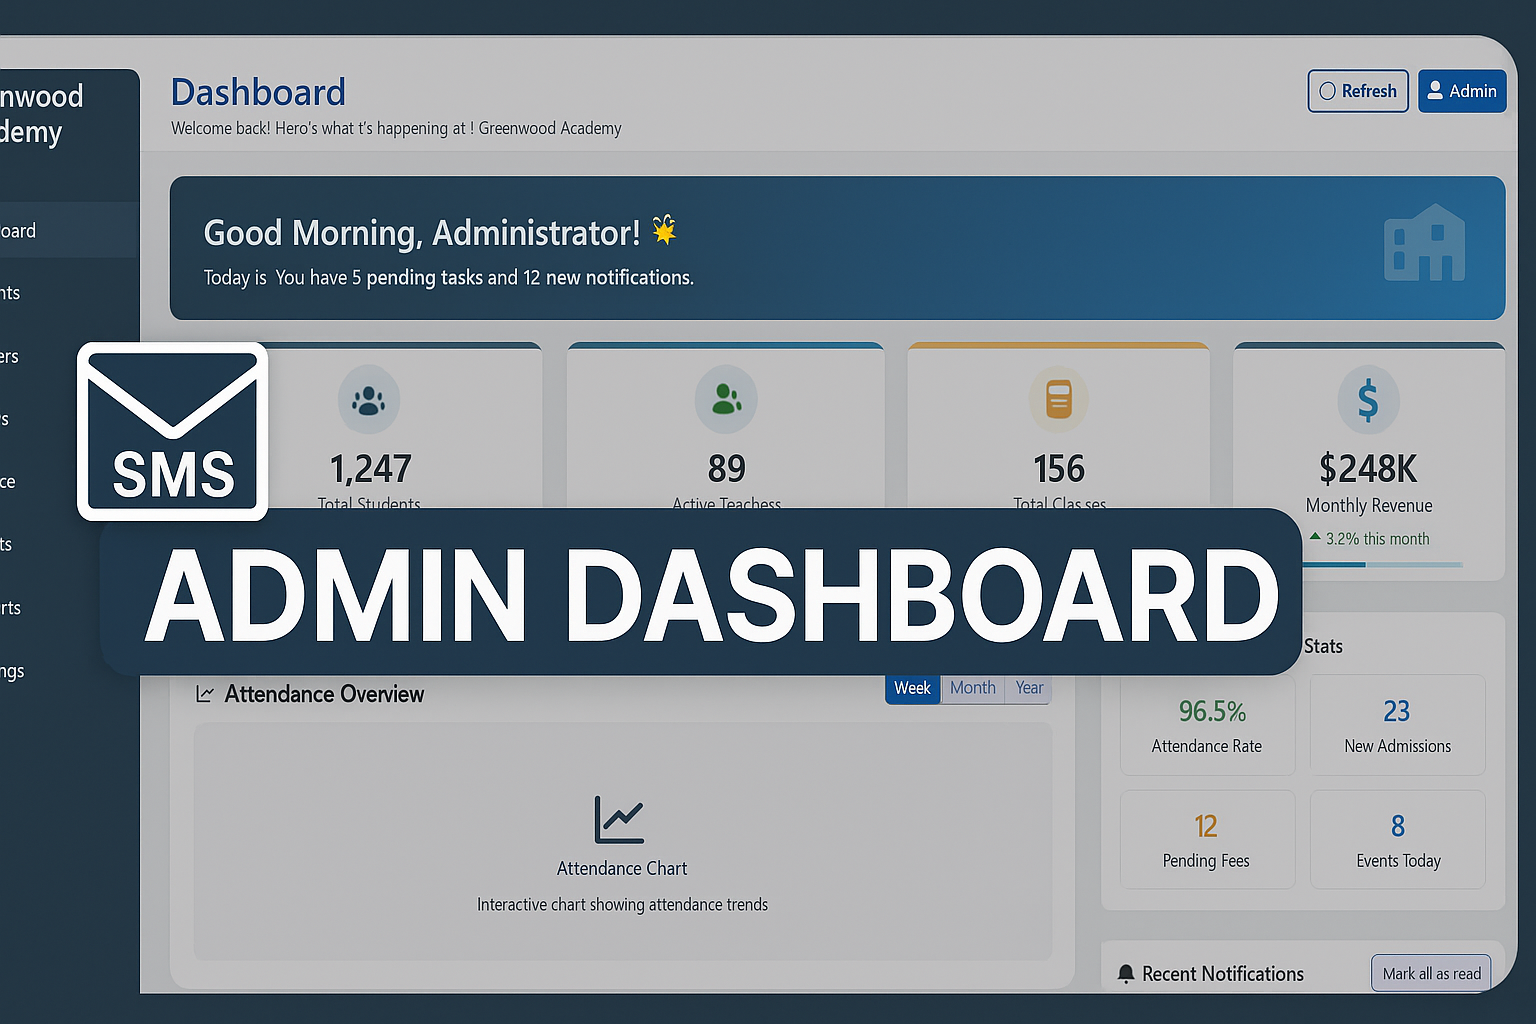 nwood
demy
oard
nts
ers
s
ce
ts
rts
ngs
Dashboard
Welcome back! Hero's what t's happening at ! Greenwood Academy
Refresh
Admin
Good Morning, Administrator!
Today is You have 5 pending tasks and 12 new notifications.
SMS
1,247
Total Students
89
Active Teachess
156
Total Clas ses
$248K
Monthly Revenue
3.2% this month
ADMIN DASHBOARD
Attendance Overview
Week
Month
Year
Attendance Chart
Interactive chart showing attendance trends
Stats
96.5%
Attendance Rate
23
New Admissions
12
Pending Fees
8
Events Today
Recent Notifications
Mark all as read